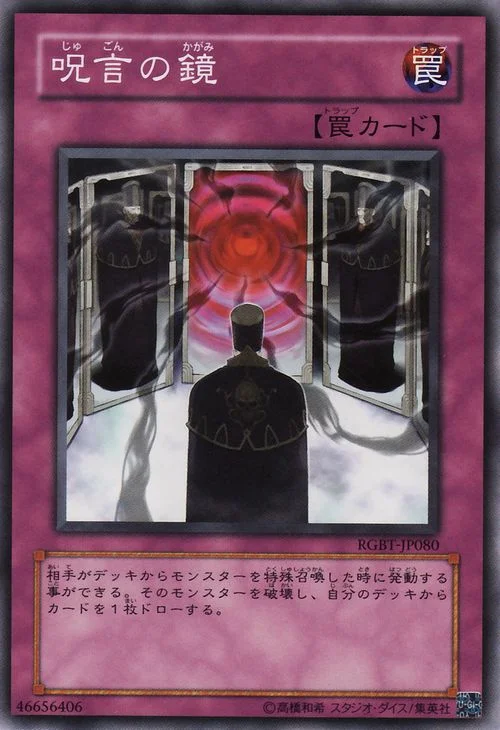 呪言の鏡
罠
【罠カード】
RGBT-JP080
相手がデッキからモンスターを特殊召喚した時に発動する
事ができる。そのモンスターを破壊し、自分のデッキから
カードを1枚ドローする。
46656406
©高橋和希 スタジオ・ダイス/集英社